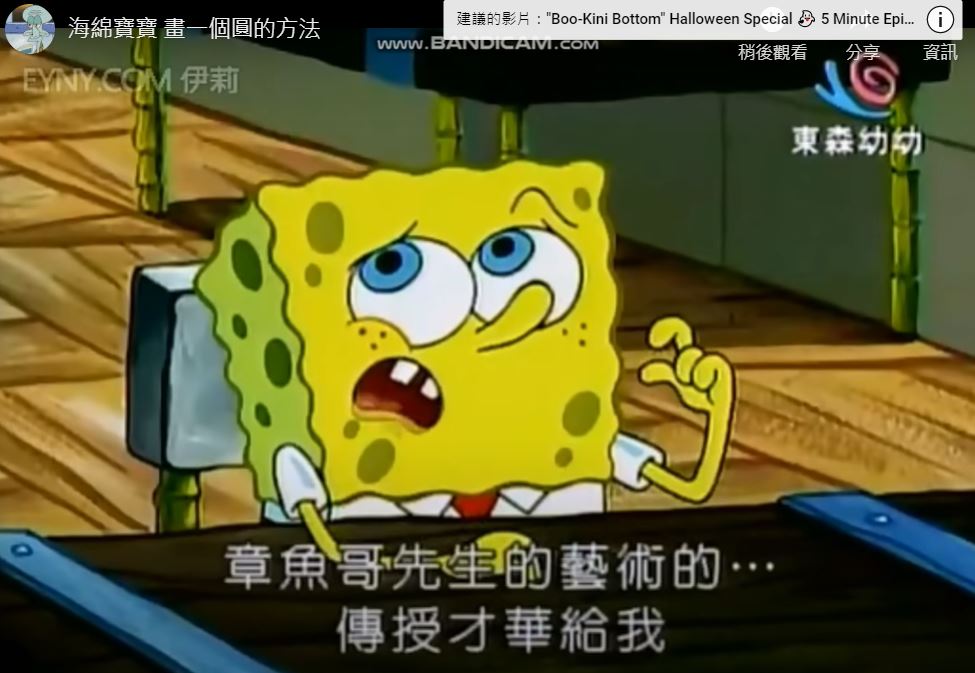 海綿寶寶 畫一個圓的方法
建議的影片："Boo-Kini Bottom" Halloween Special 👻 5 Minute Epi...
www.BANDICAM.com
稍後觀看 分享 資訊
EYNY.COM 伊莉
東森幼幼
章魚哥先生的藝術的…
傳授才華給我